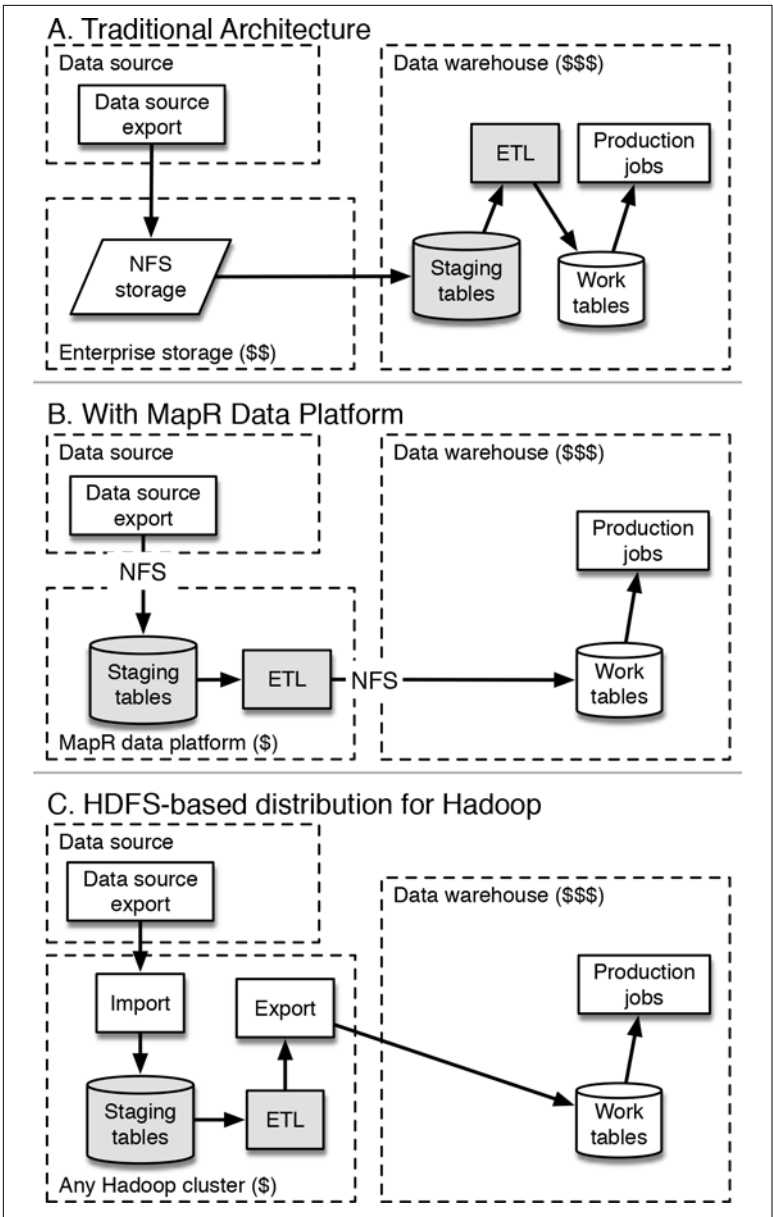 A. Traditional Architecture
Data source
Data source
export
NFS
storage
Enterprise storage ($$)
Data warehouse ($$$)
Staging
tables
ETL
Work
tables
Production
jobs
B. With MapR Data Platform
Data source
Data source
export
NFS
Staging
tables
ETL
MapR data platform ($)
NFS
Data warehouse ($$$)
Work
tables
Production
jobs
C. HDFS-based distribution for Hadoop
Data source
Data source
export
Import
Staging
tables
ETL
Export
Any Hadoop cluster ($)
Data warehouse ($$$)
Work
tables
Production
jobs